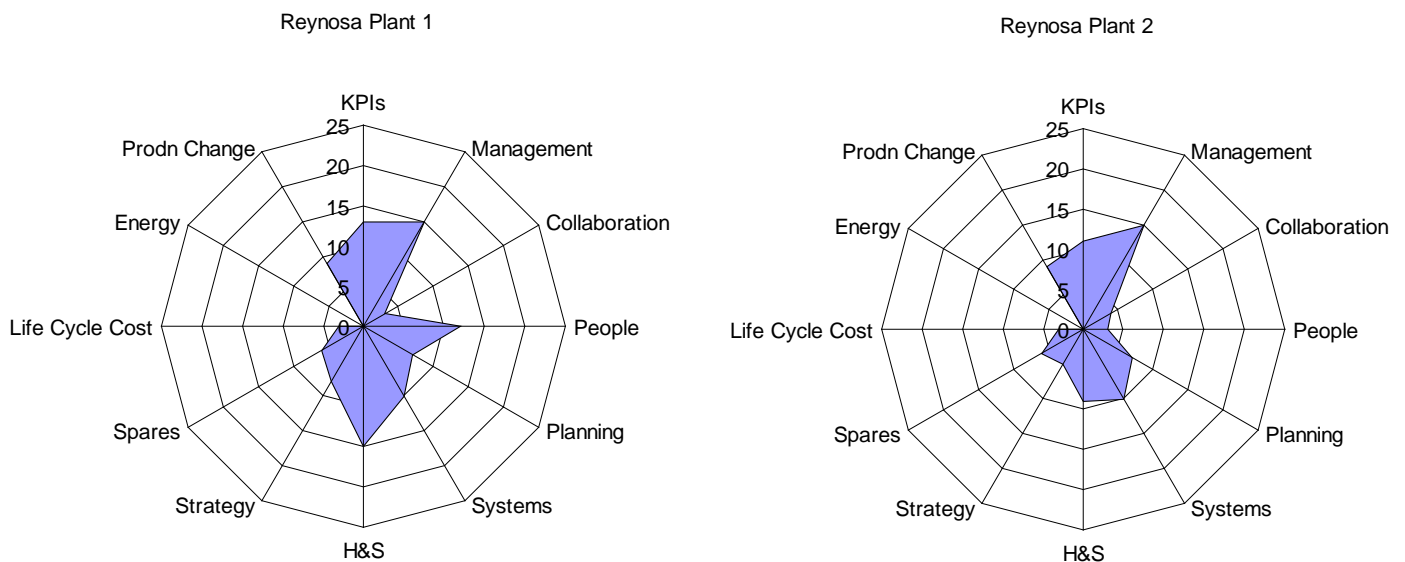 Reynosa Plant 1
KPIs
25
20
15
10
5
0
Management
Collaboration
People
Planning
Systems
H&S
Strategy
Spares
Life Cycle Cost
Energy
Prodn Change
Reynosa Plant 2
KPIs
25
20
15
10
5
0
Management
Collaboration
People
Planning
Systems
H&S
Strategy
Spares
Life Cycle Cost
Energy
Prodn Change